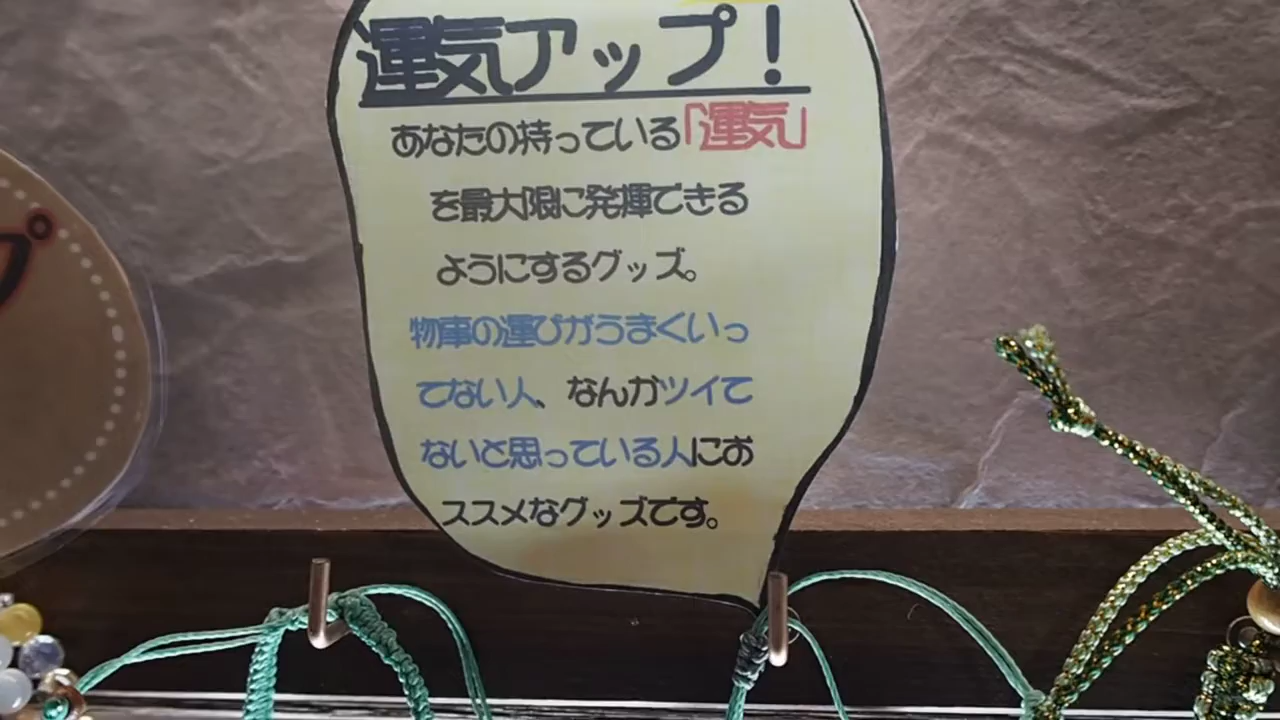 運気アップ!
あなたの持っている「運気」
を最大限に発揮できる
ようにするグッズ。
物事の運びがうまくいっ
てない人、なんかツイて
ないと思っている人にお
ススメなグッズです。
プ